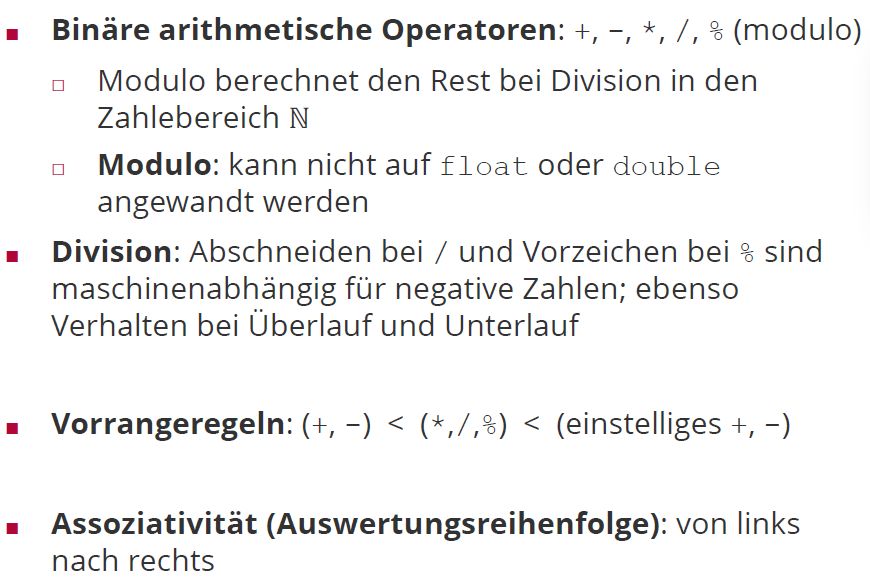 Binäre arithmetische Operatoren: +, −, *, /, % (modulo)
Modulo berechnet den Rest bei Division in den
Zahlebereich ℕ
Modulo: kann nicht auf float oder double
angewandt werden
Division: Abschneiden bei / und Vorzeichen bei % sind
maschinenabhängig für negative Zahlen; ebenso
Verhalten bei Überlauf und Unterlauf
Vorrangeregeln: (+, −) < (*,/,%) < (einstelliges +, −)
Assoziativität (Auswertungsreihenfolge): von links
nach rechts